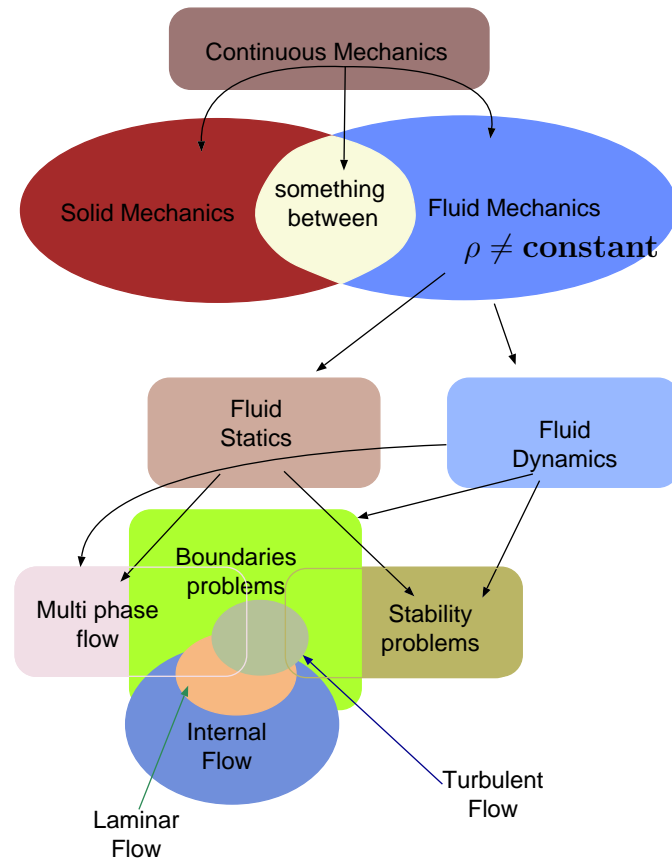 Continuous Mechanics
something
between
Solid Mechanics
Fluid Mechanics
ρ ≠ constant
Fluid
Statics
Fluid
Dynamics
Boundaries
problems
Multi phase
flow
Stability
problems
Internal
Flow
Turbulent
Flow
Laminar
Flow